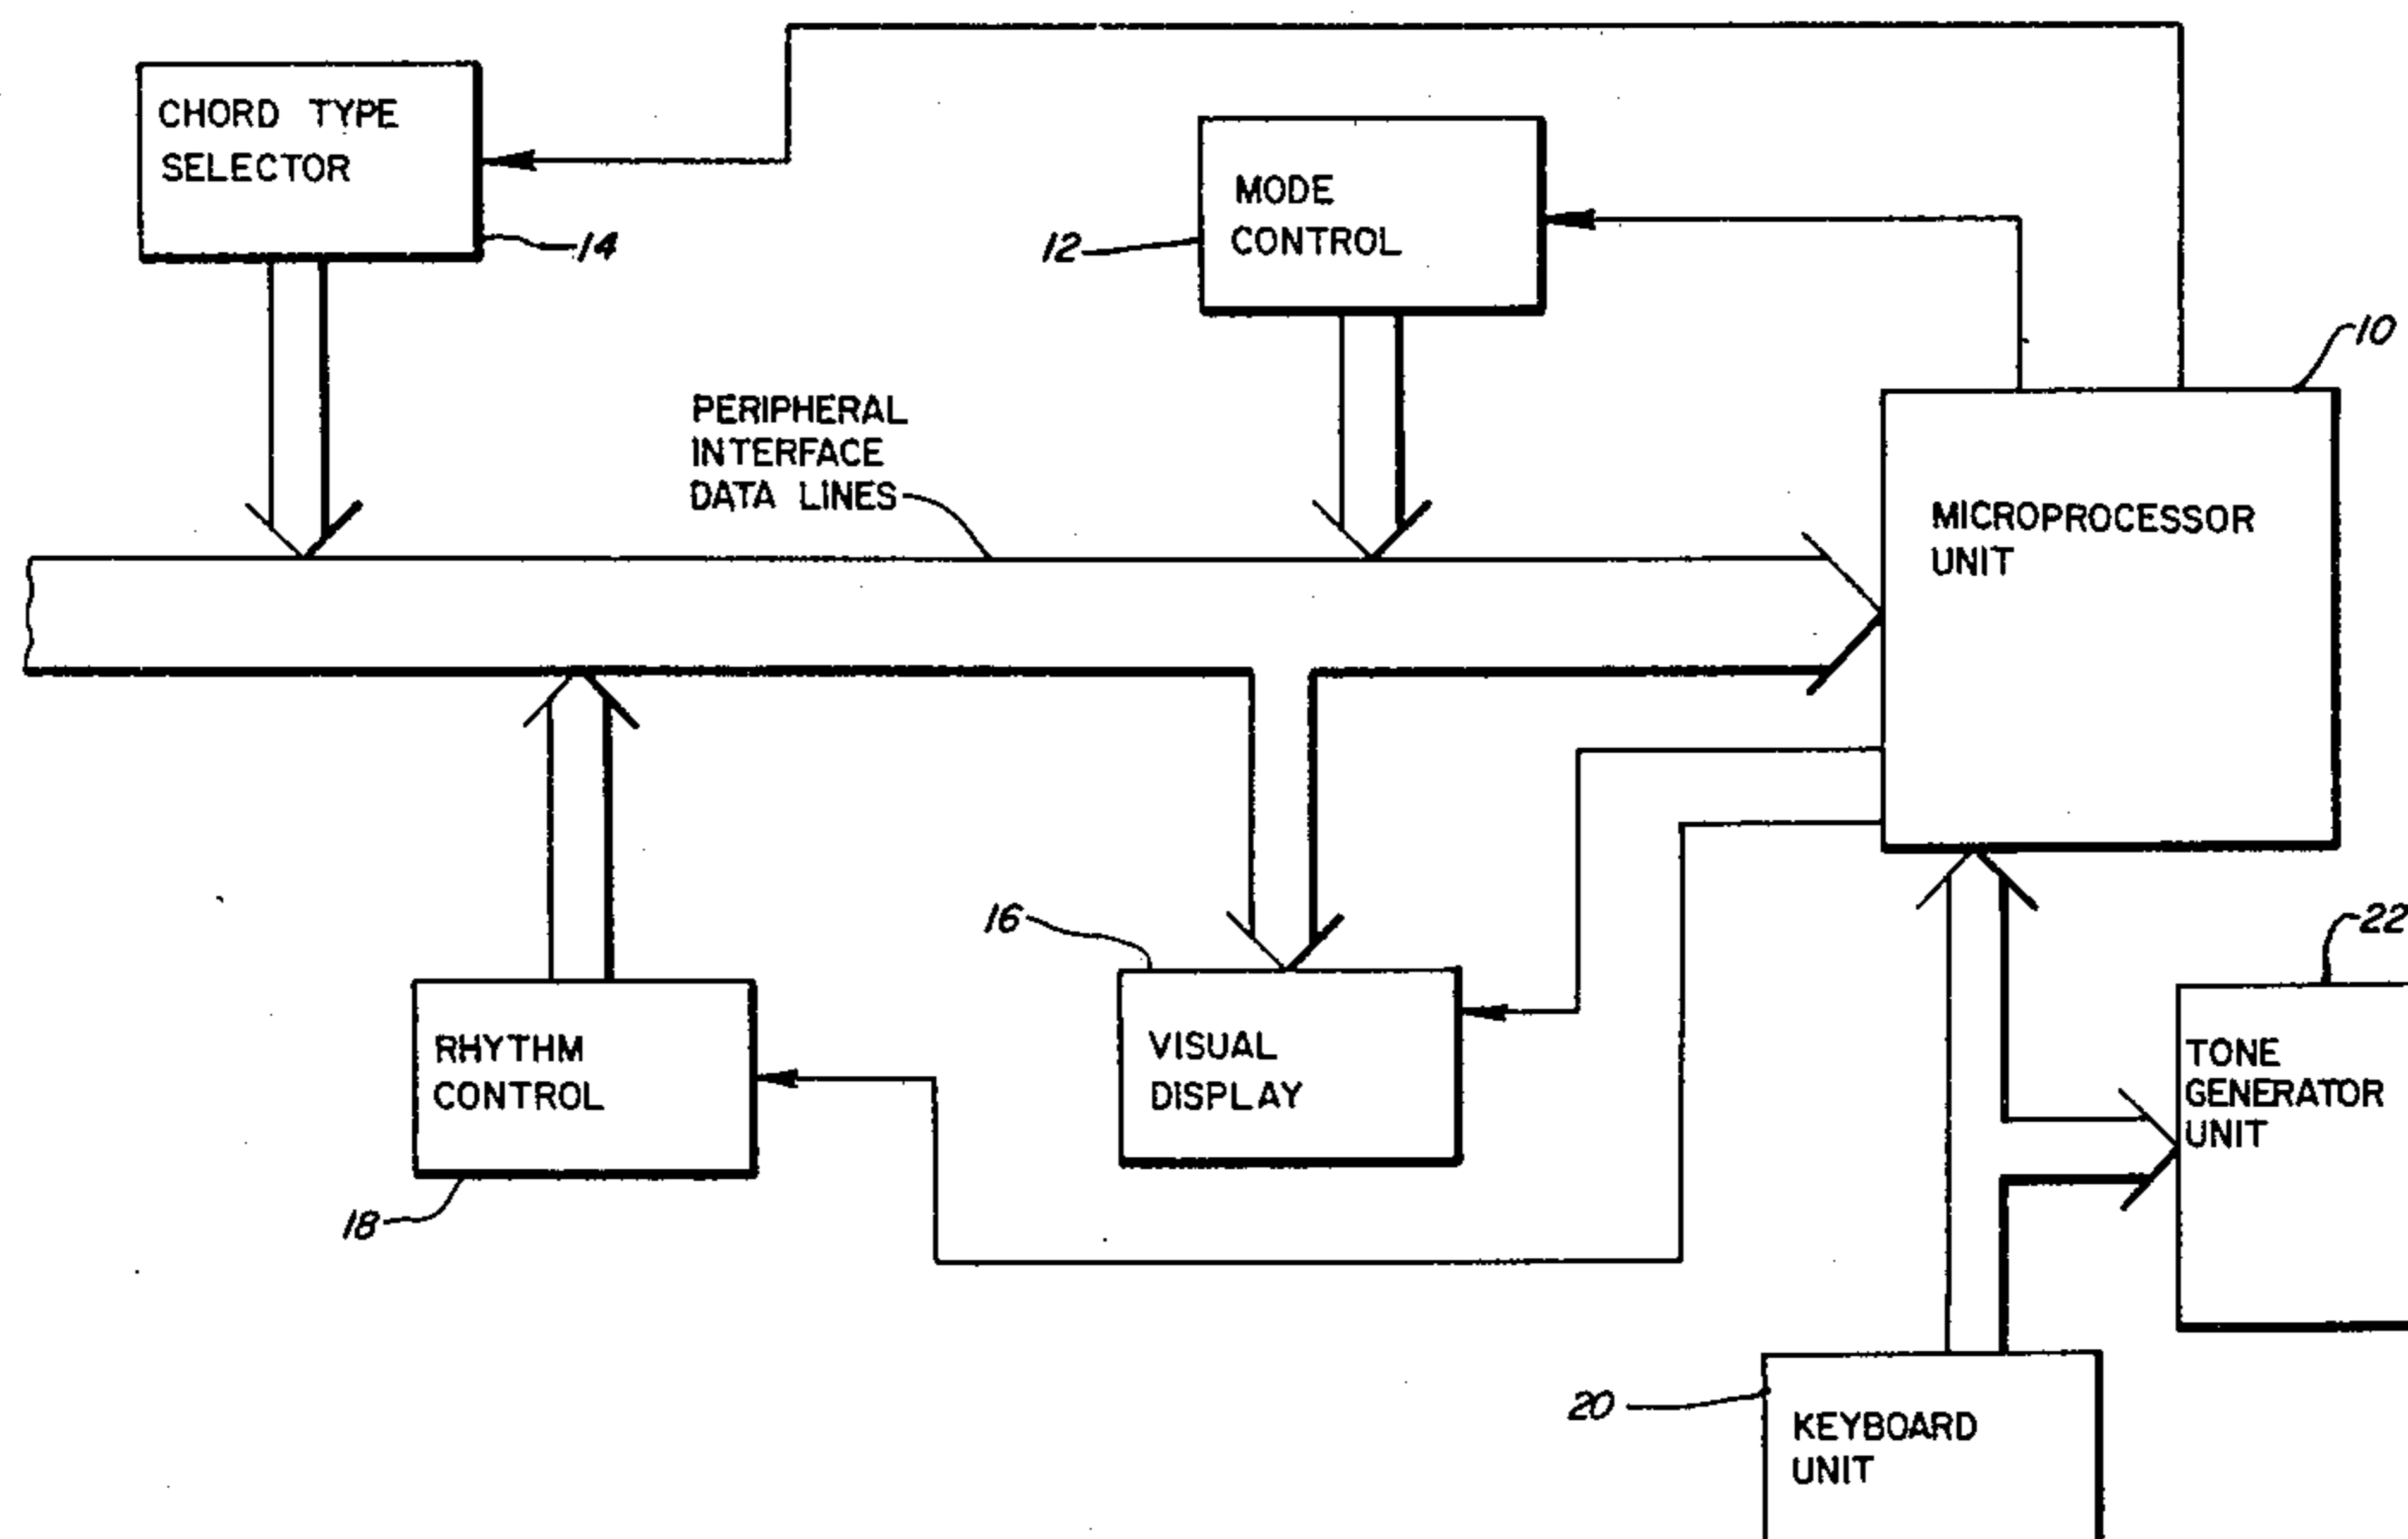 CHORD TYPE
SELECTOR
14
MODE
CONTROL
12
10
PERIPHERAL
INTERFACE
DATA LINES
MICROPROCESSOR
UNIT
16
22
RHYTHM
CONTROL
18
VISUAL
DISPLAY
TONE
GENERATOR
UNIT
20
KEYBOARD
UNIT